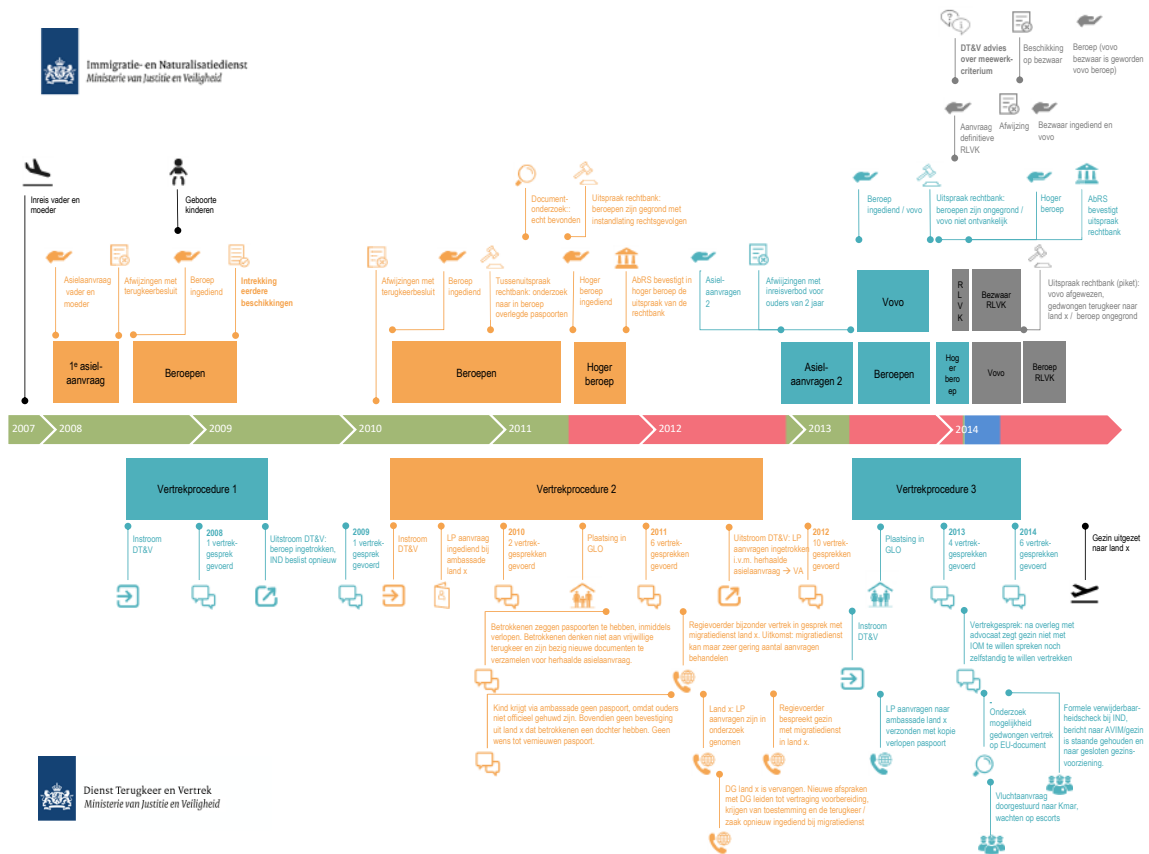 Immigratie- en Naturalisatiedienst
Ministerie van Justitie en Veiligheid
DT&V advies
over meewerk-
criterium
Beschikking
op bezwaar
Beroep (vovo
bezwaar is geworden
vovo beroep)
Aanvraag
definitieve
RLVK
Afwijzing
Bezwaar ingediend en
vovo
Inreis vader en
moeder
Geboorte
kinderen
Document-
onderzoek::
echt bevonden
Uitspraak rechtbank:
beroepen zijn gegrond met
instandlating rechtsgevolgen
Beroep
ingediend / vovo
Uitspraak rechtbank:
beroepen zijn ongegrond /
vovo niet ontvankelijk
Hoger
beroep
AbRS
bevestigt
uitspraak
rechtbank
Asielaanvraag
vader en
moeder
Afwijzingen met
terugkeerbesluit
Beroep
ingediend
Intrekking
eerdere
beschikkingen
Afwijzingen met
terugkeerbesluit
Beroep
ingediend
Tussenuitspraak
rechtbank: onderzoek
naar in beroep
overlegde paspoorten
Hoger
beroep
ingediend
AbRS bevestigt in
hoger beroep de
uitspraak van de
rechtbank
Asiel-
aanvragen
2
Afwijzingen met
inreisverbod voor
ouders van 2 jaar
Vovo
R
L
V
K
Bezwaar
RLVK
Uitspraak rechtbank (piket):
vovo afgewezen,
gedwongen terugkeer naar
land x / beroep ongegrond
1e asiel-
aanvraag
Beroepen
Beroepen
Hoger
beroep
Asiel-
aanvragen 2
Beroepen
Hog
er
bero
ep
Vovo
Beroep
RLVK
2007
2008
2009
2010
2011
2012
2013
2014
Vertrekprocedure 1
Vertrekprocedure 2
Vertrekprocedure 3
Instroom
DT&V
2008
1 vertrek-
gesprek
gevoerd
Uitstroom DT&V:
beroep ingetrokken,
IND beslist opnieuw
2009
1 vertrek-
gesprek
gevoerd
Instroom
DT&V
LP aanvraag
ingediend bij
ambassade
land x
2010
2 vertrek-
gesprekken
gevoerd
Plaatsing in
GLO
2011
6 vertrek-
gesprekken
gevoerd
Uitstroom DT&V: LP
aanvragen ingetrokken
i.v.m. herhaalde
asielaanvraag → VA
2012
10 vertrek-
gesprekken
gevoerd
Plaatsing in
GLO
2013
4 vertrek-
gesprekken
gevoerd
2014
6 vertrek-
gesprekken
gevoerd
Gezin uitgezet
naar land x
Betrokkenen zeggen paspoorten te hebben, inmiddels
verlopen. Betrokkenen denken niet aan vrijwillige
terugkeer en zijn bezig nieuwe documenten te
verzamelen voor herhaalde asielaanvraag.
Regievoerder bijzonder vertrek in gesprek met
migratiedienst land x. Uitkomst: migratiedienst
kan maar zeer gering aantal aanvragen
behandelen
Instroom
DT&V
Vertrekgesprek: na overleg met
advocaat zegt gezin niet met
IOM te willen spreken noch
zelfstandig te willen vertrekken
Kind krijgt via ambassade geen paspoort, omdat ouders
niet officieel gehuwd zijn. Bovendien geen bevestiging
uit land x dat betrokkenen een dochter hebben. Geen
wens tot vernieuwen paspoort.
Land x: LP
aanvragen zijn in
onderzoek
genomen
Regievoerder
bespreekt gezin
met migratiedienst
in land x.
LP aanvragen naar
ambassade land x
verzonden met kopie
verlopen paspoort
-
Onderzoek
mogelijkheid
gedwongen vertrek
op EU-document
Formele verwijderbaar-
heidscheck bij IND,
bericht naar AVIM/gezin
is staande gehouden en
naar gesloten gezins-
voorziening.
DG land x is vervangen. Nieuwe afspraken
met DG leiden tot vertraging voorbereiding,
krijgen van toestemming en de terugkeer /
zaak opnieuw ingediend bij migratiedienst
Vluchtaanvraag
doorgestuurd naar Kmar,
wachten op escorts
Dienst Terugkeer en Vertrek
Ministerie van Justitie en Veiligheid